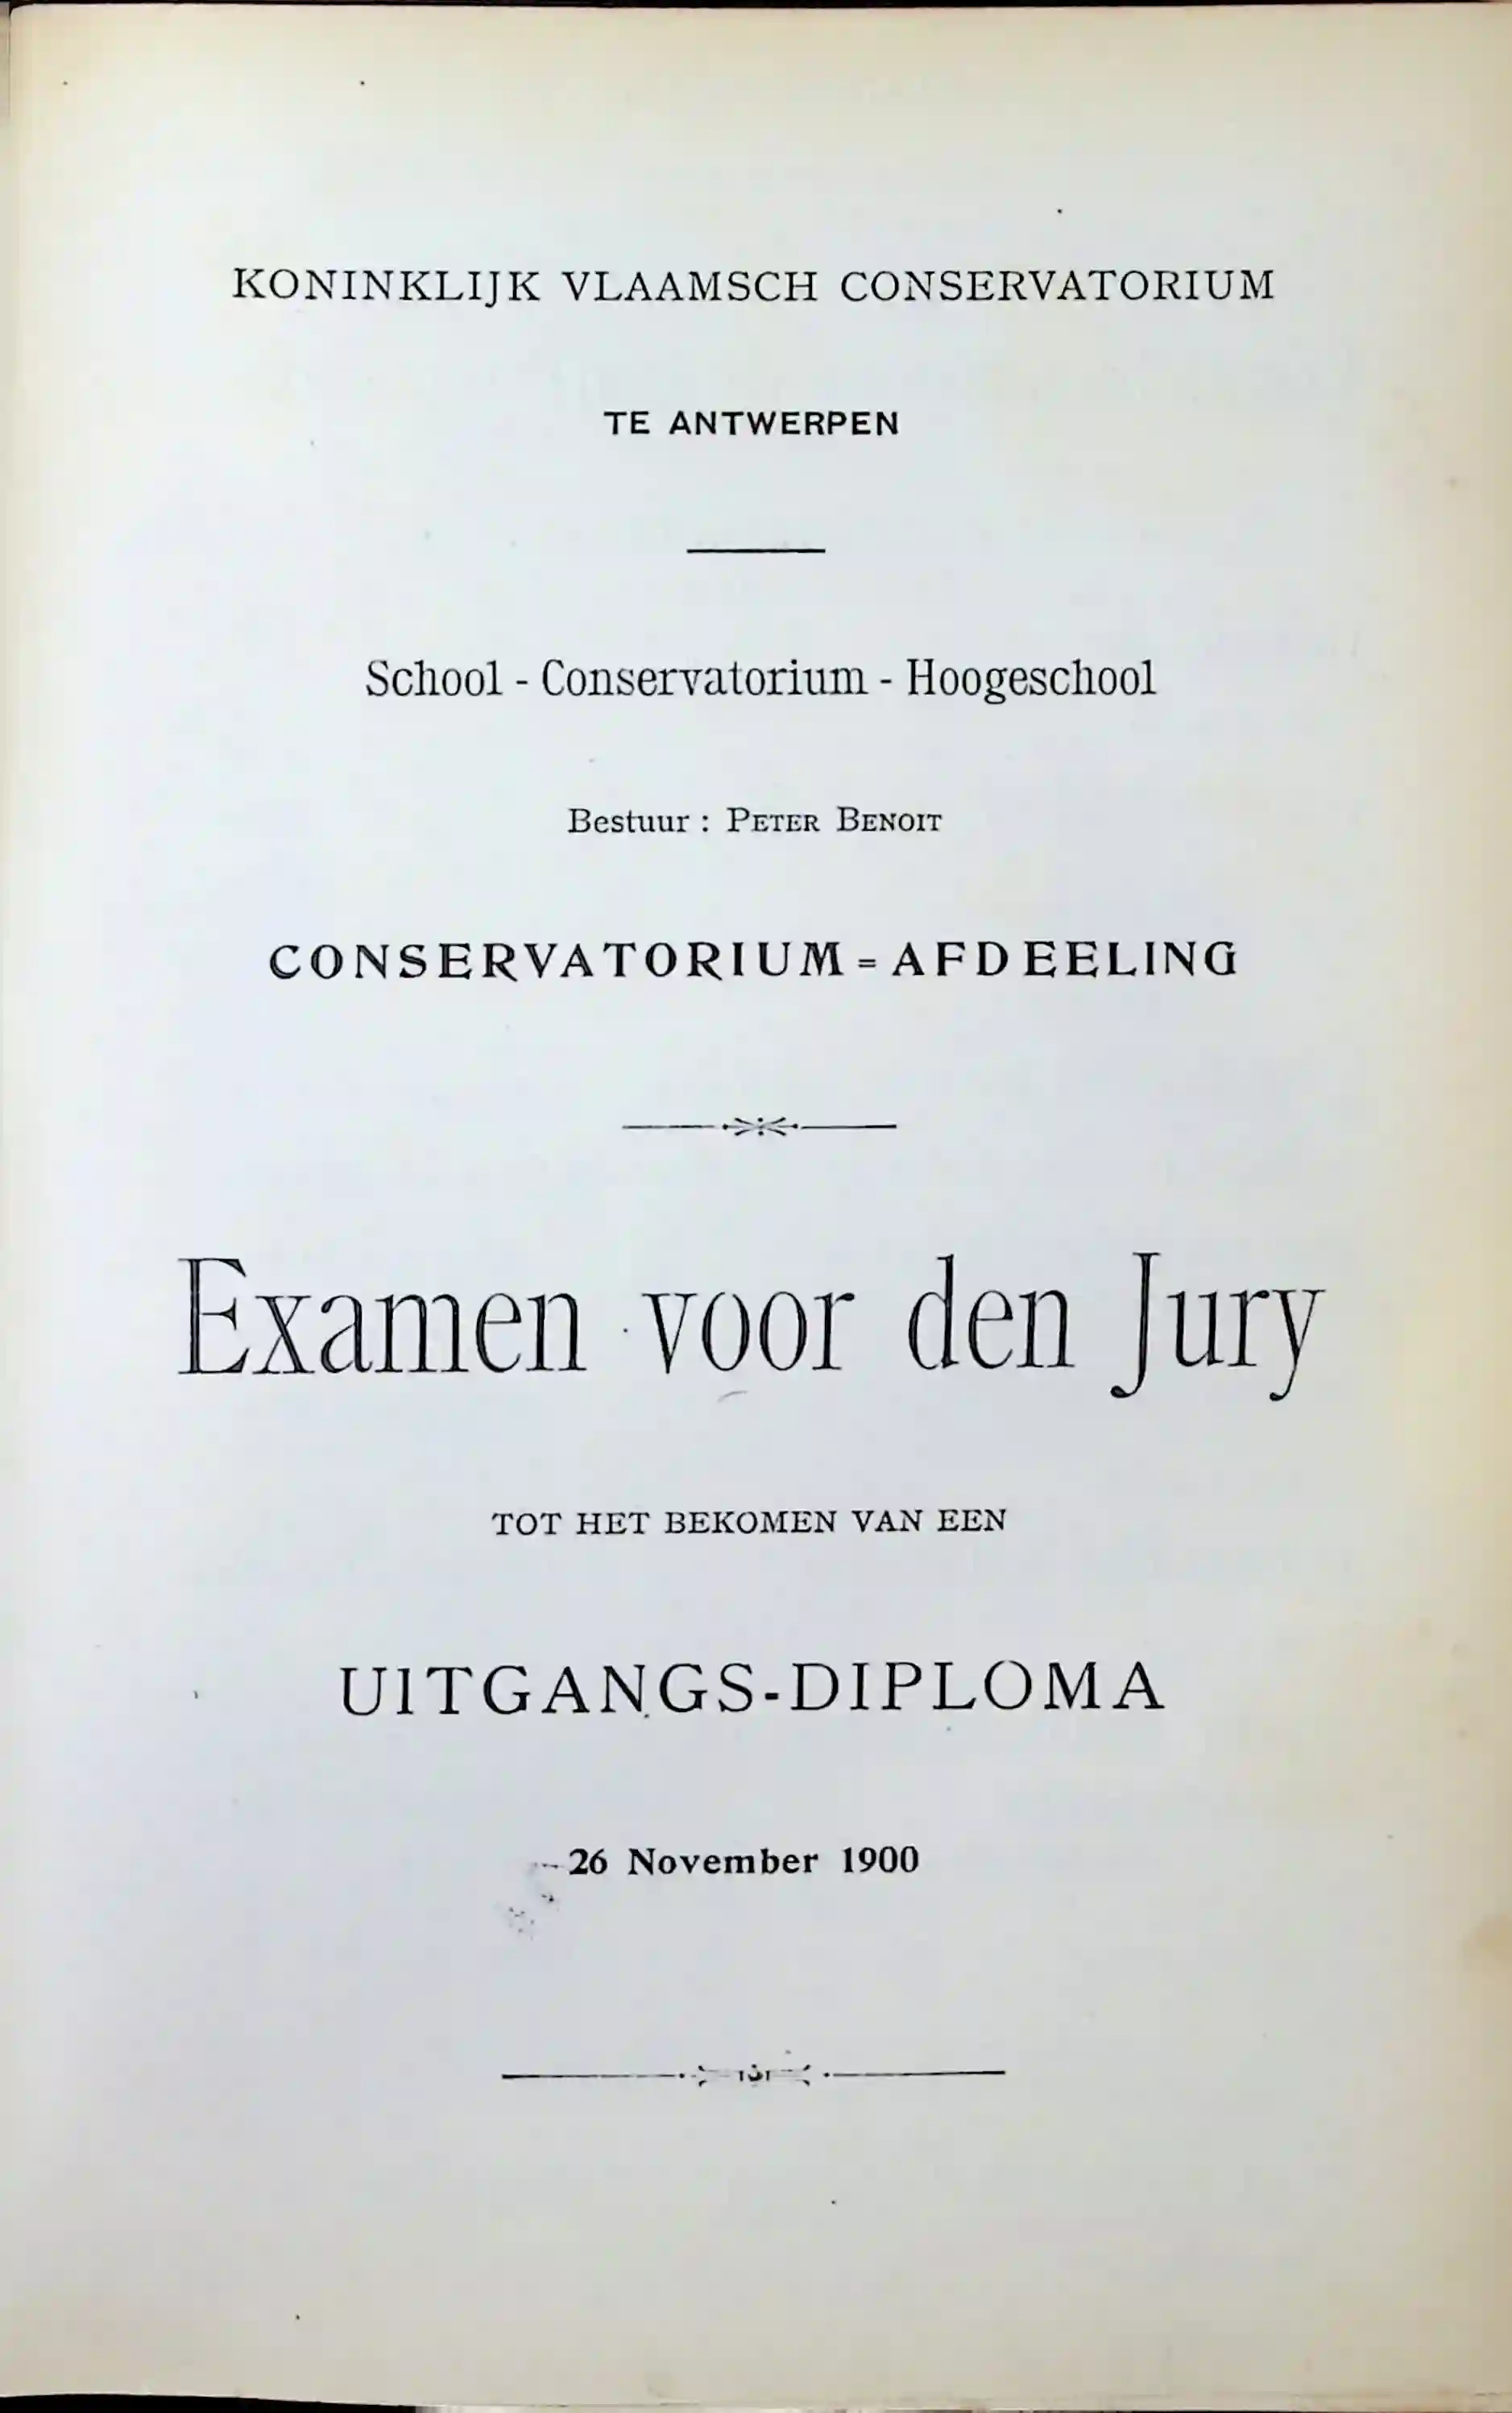 KONINKLIJK VLAAMSCH CONSERVATORIUM
TE ANTWERPEN
School - Conservatorium - Hoogeschool
Bestuur : PETER BENOIT
CONSERVATORIUM=AFDEELING
Examen voor den Jury
TOT HET BEKOMEN VAN EEN
UITGANGS-DIPLOMA
26 November 1900